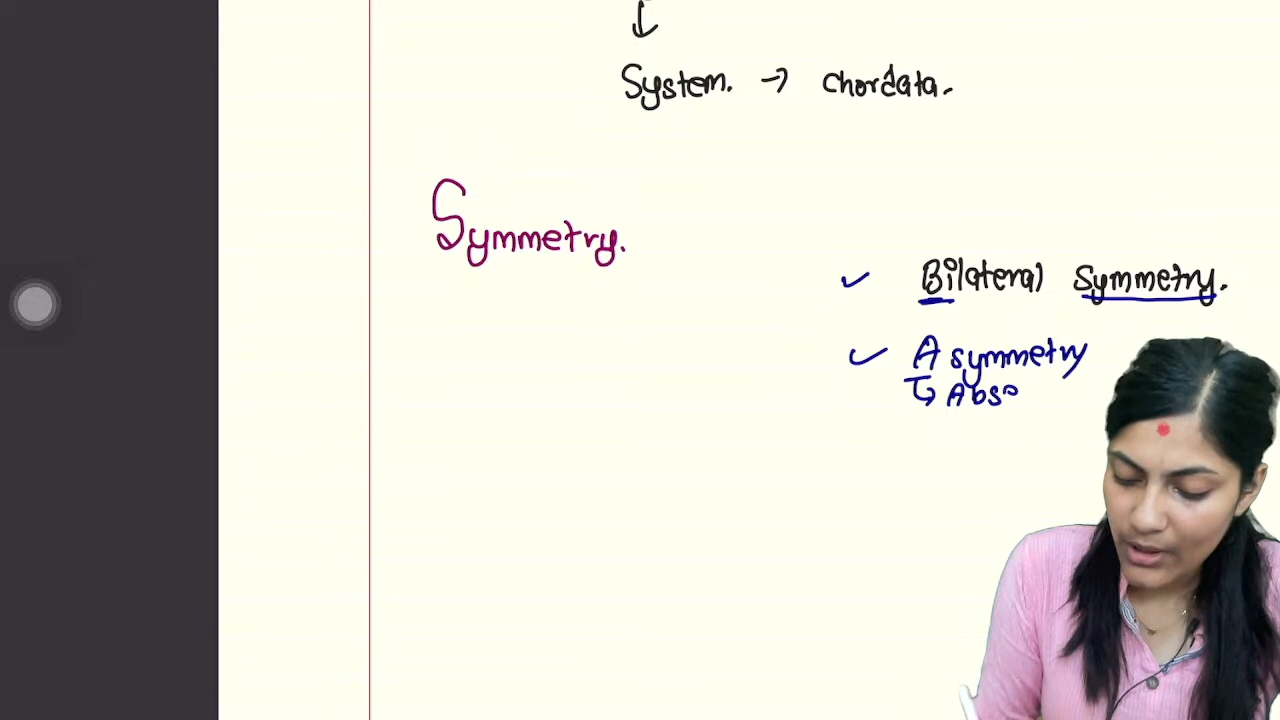 ↓
System. → chordata.
Symmetry.
✓ Bilateral Symmetry.
✓ Asymmetry
↳ Abs